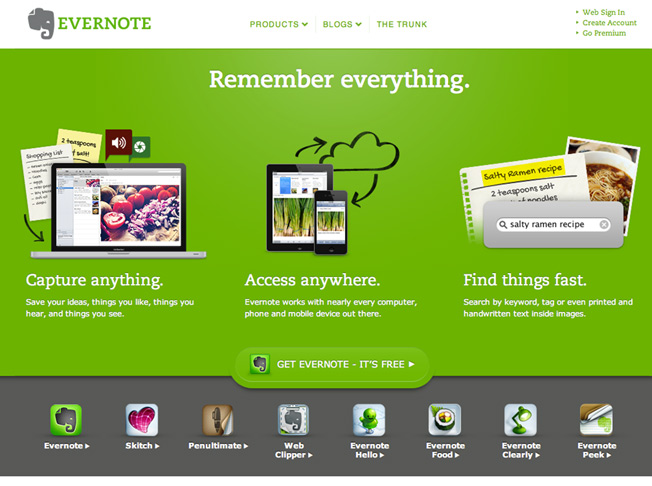 EVERNOTE
PRODUCTS
BLOGS
THE TRUNK
Web Sign In
Create Account
Go Premium
Remember everything.
Shopping List
2 teaspoons
salt!
Salty Ramen recipe
2 teaspoons salt
noodles
salty ramen recipe
Capture anything.
Save your ideas, things you like, things you
hear, and things you see.
Access anywhere.
Evernote works with nearly every computer,
phone and mobile device out there.
Find things fast.
Search by keyword, tag or even printed and
handwritten text inside images.
GET EVERNOTE - IT'S FREE
Evernote
Skitch
Penultimate
Web
Clipper
Evernote
Hello
Evernote
Food
Evernote
Clearly
Evernote
Peek